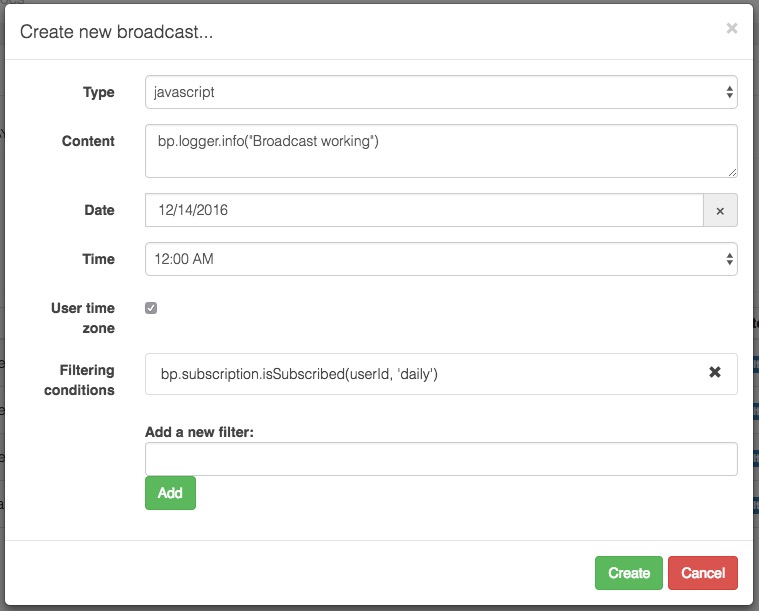 Create new broadcast...
×
Type
javascript
Content
bp.logger.info("Broadcast working")
Date
12/14/2016
×
Time
12:00 AM
User time
zone
Filtering
conditions
bp.subscription.isSubscribed(userId, 'daily')
Add a new filter:
Add
Create
Cancel